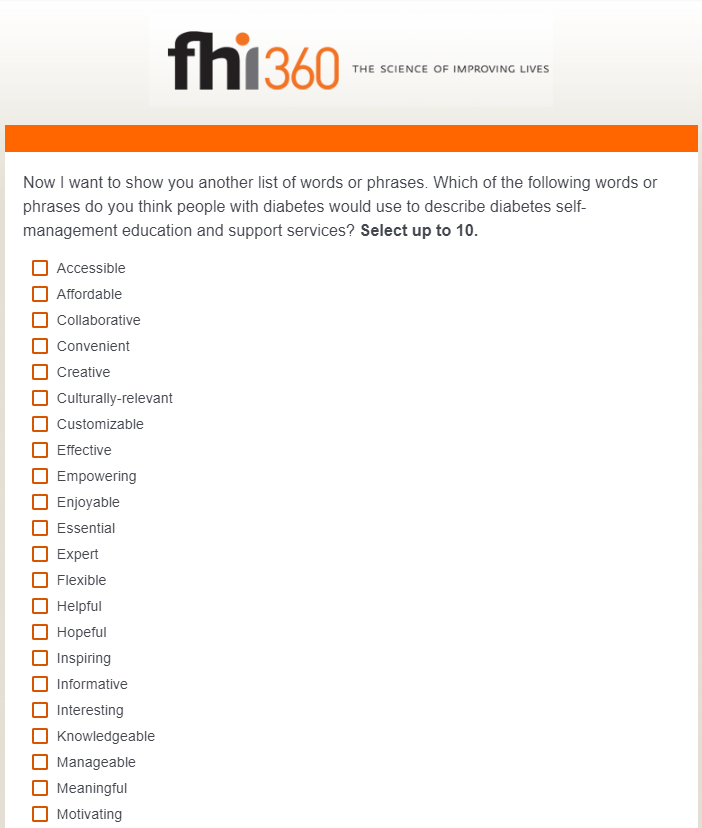 fhi360 THE SCIENCE OF IMPROVING LIVES
Now I want to show you another list of words or phrases. Which of the following words or
phrases do you think people with diabetes would use to describe diabetes self-
management education and support services? Select up to 10.
Accessible
Affordable
Collaborative
Convenient
Creative
Culturally-relevant
Customizable
Effective
Empowering
Enjoyable
Essential
Expert
Flexible
Helpful
Hopeful
Inspiring
Informative
Interesting
Knowledgeable
Manageable
Meaningful
Motivating